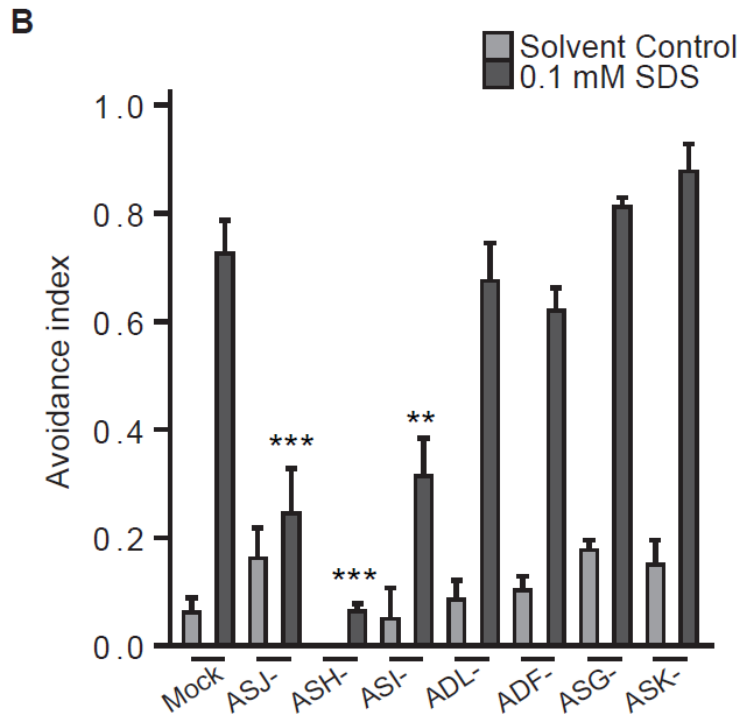 B
Solvent Control
0.1 mM SDS
Avoidance index
1.0
0.8
0.6
0.4
0.2
0.0
***
***
**
Mock
ASJ-
ASH-
ASI-
ADL-
ADF-
ASG-
ASK-